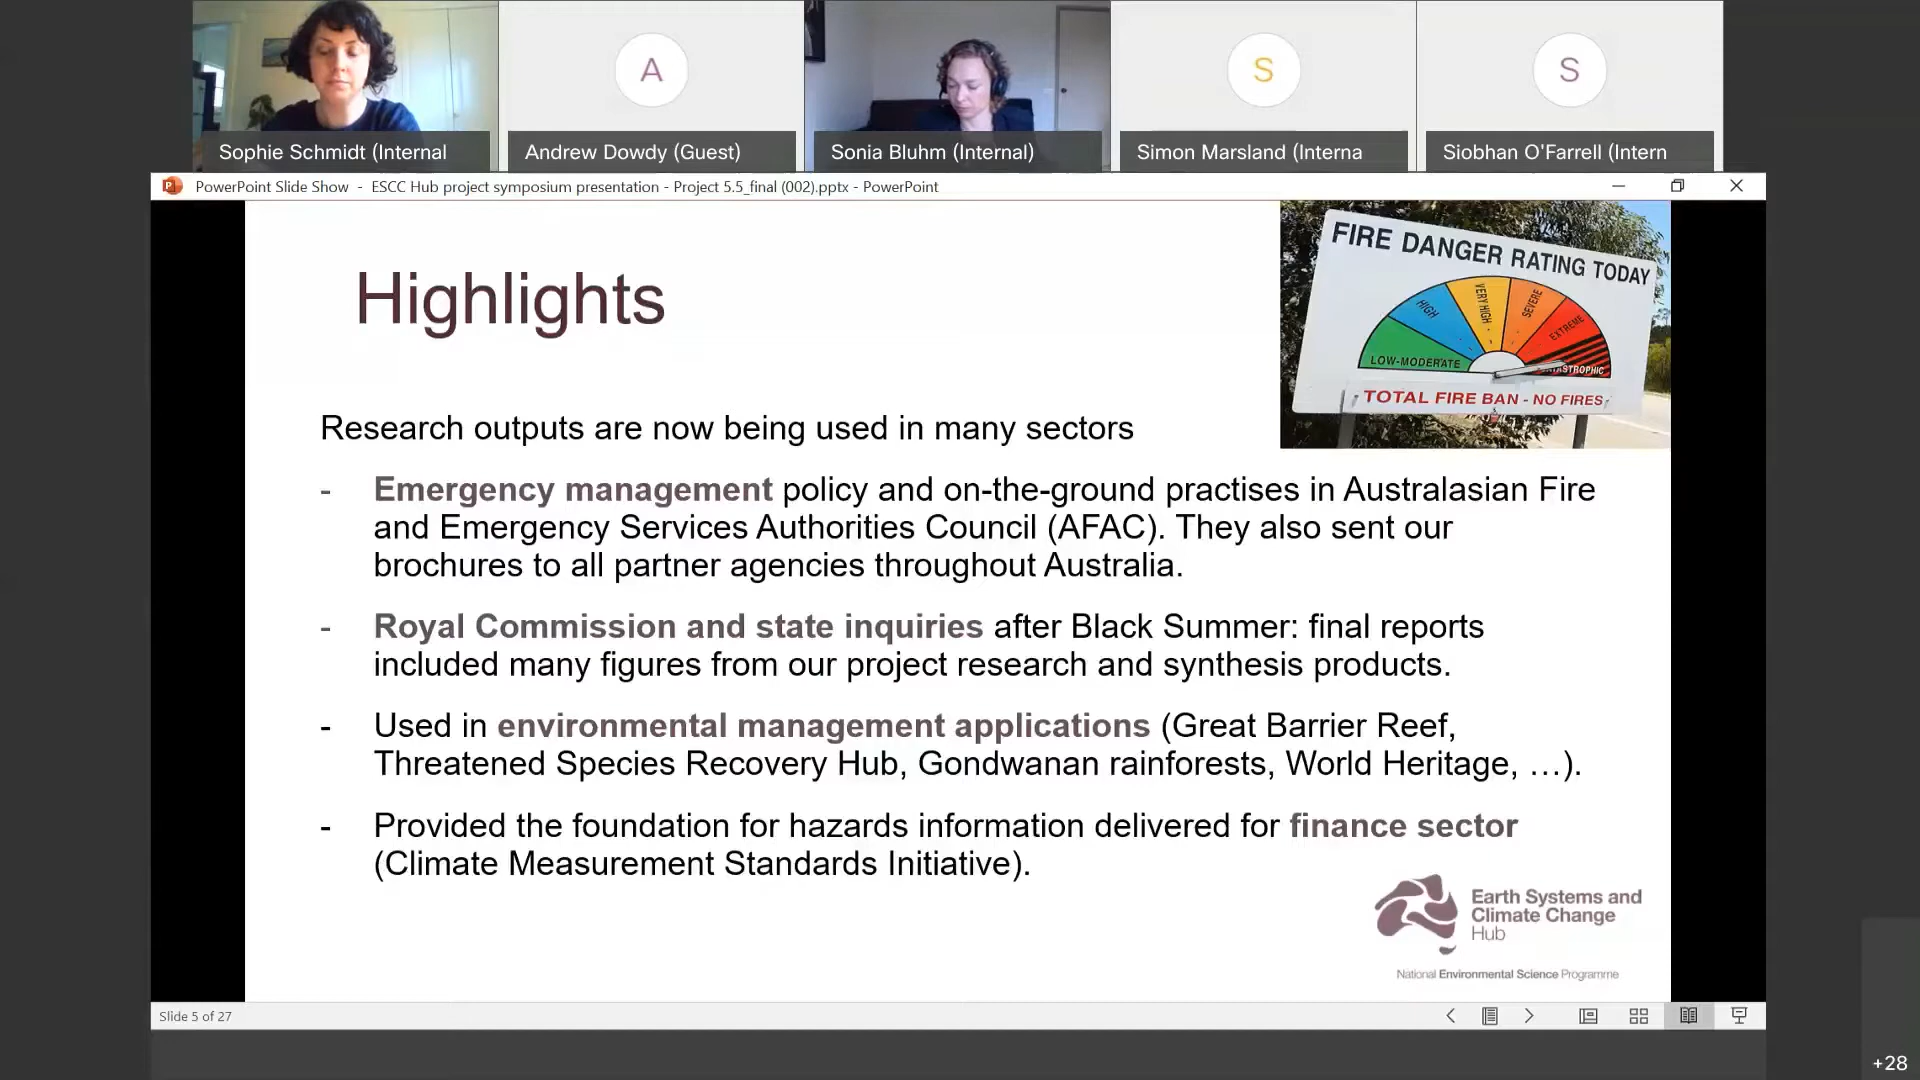 A
S
S
Sophie Schmidt (Internal
Andrew Dowdy (Guest)
Sonia Bluhm (Internal)
Simon Marsland (Interna
Siobhan O'Farrell (Intern
PowerPoint Slide Show - ESCC Hub project symposium presentation - Project 5.5_final (002).pptx - PowerPoint
FIRE DANGER RATING TODAY
LOW-MODERATE
HIGH
VERY HIGH
SEVERE
EXTREME
TOTAL FIRE BAN - NO FIRES
Highlights
Research outputs are now being used in many sectors
- Emergency management policy and on-the-ground practises in Australasian Fire
and Emergency Services Authorities Council (AFAC). They also sent our
brochures to all partner agencies throughout Australia.
- Royal Commission and state inquiries after Black Summer: final reports
included many figures from our project research and synthesis products.
- Used in environmental management applications (Great Barrier Reef,
Threatened Species Recovery Hub, Gondwanan rainforests, World Heritage, …).
- Provided the foundation for hazards information delivered for finance sector
(Climate Measurement Standards Initiative).
Earth Systems and
Climate Change
Hub
National Environmental Science Programme
Slide 5 of 27
+28